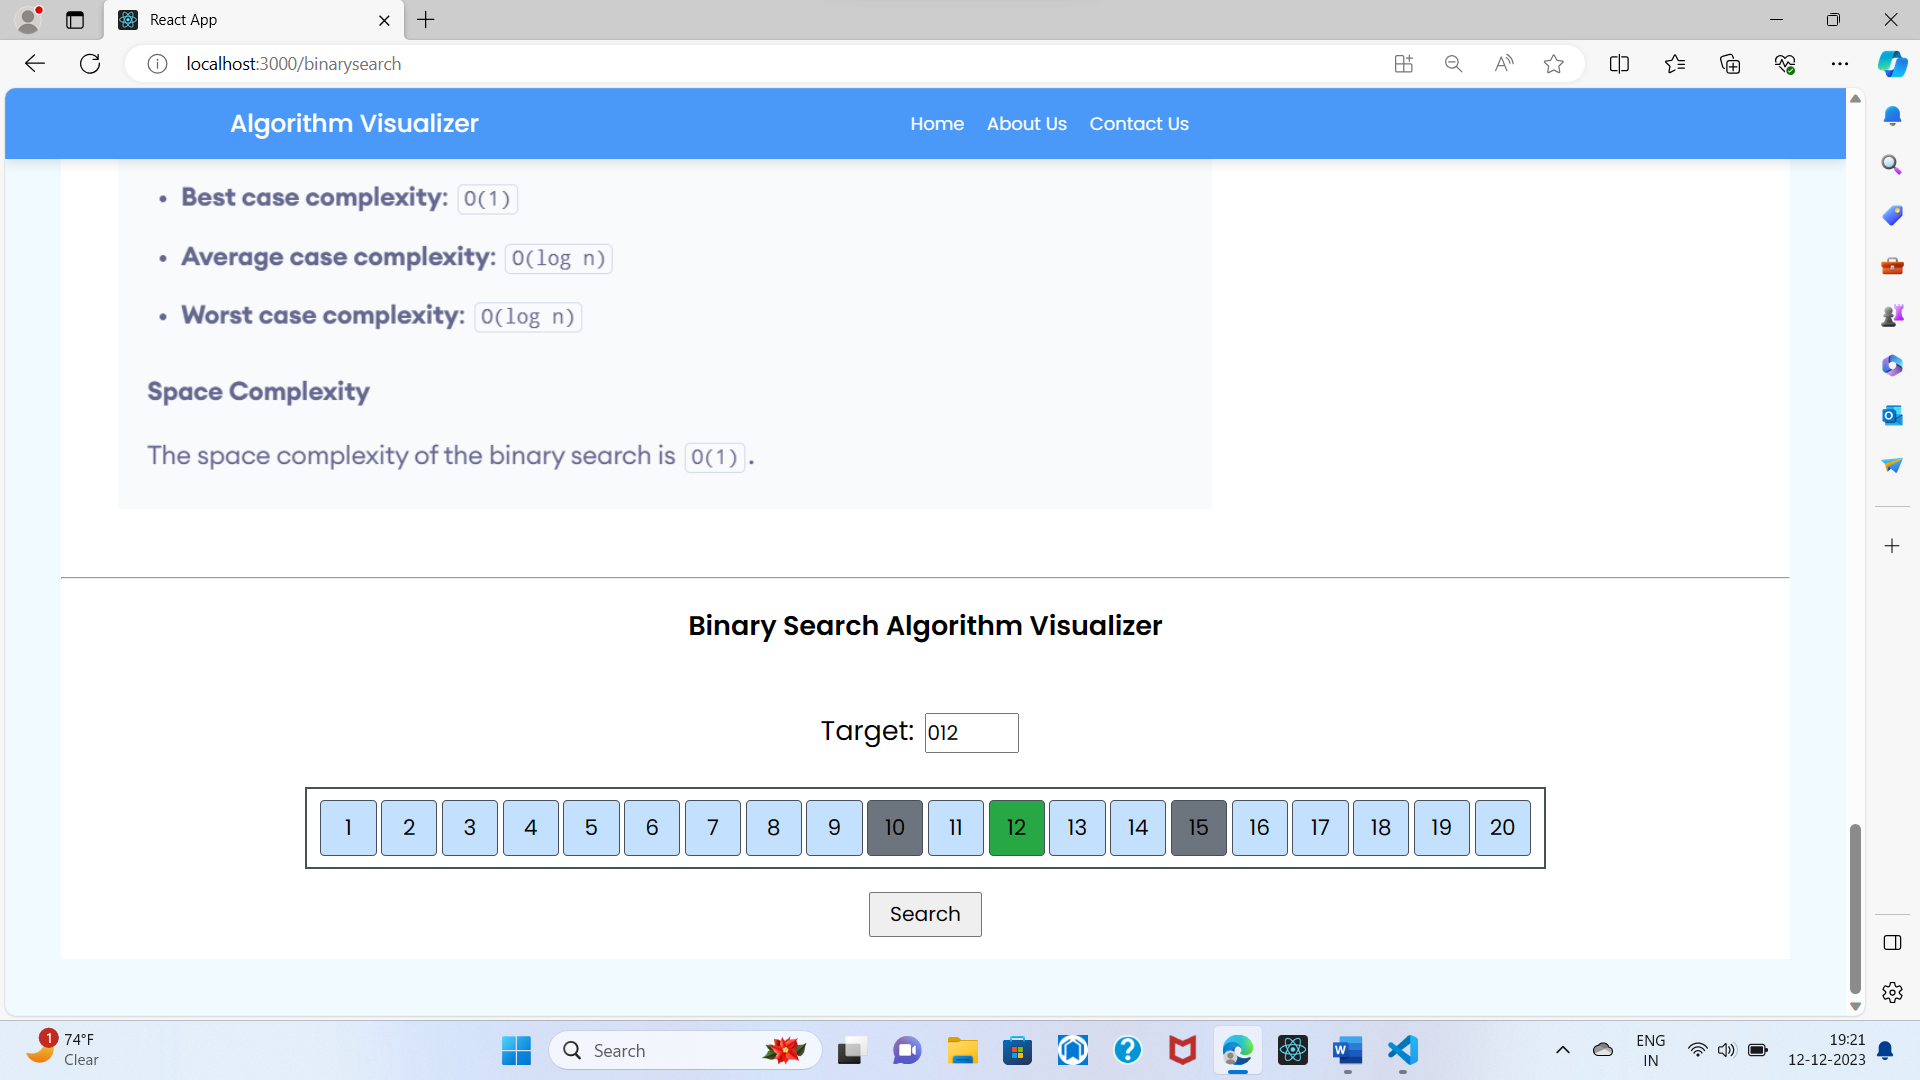 React App
localhost:3000/binarysearch
Algorithm Visualizer
Home About Us Contact Us
• Best case complexity: O(1)
• Average case complexity: O(log n)
• Worst case complexity: O(log n)
Space Complexity
The space complexity of the binary search is O(1).
Binary Search Algorithm Visualizer
Target: 012
1 2 3 4 5 6 7 8 9 10 11 12 13 14 15 16 17 18 19 20
Search
1 74°F
Clear
Search
ENG
IN
19:21
12-12-2023